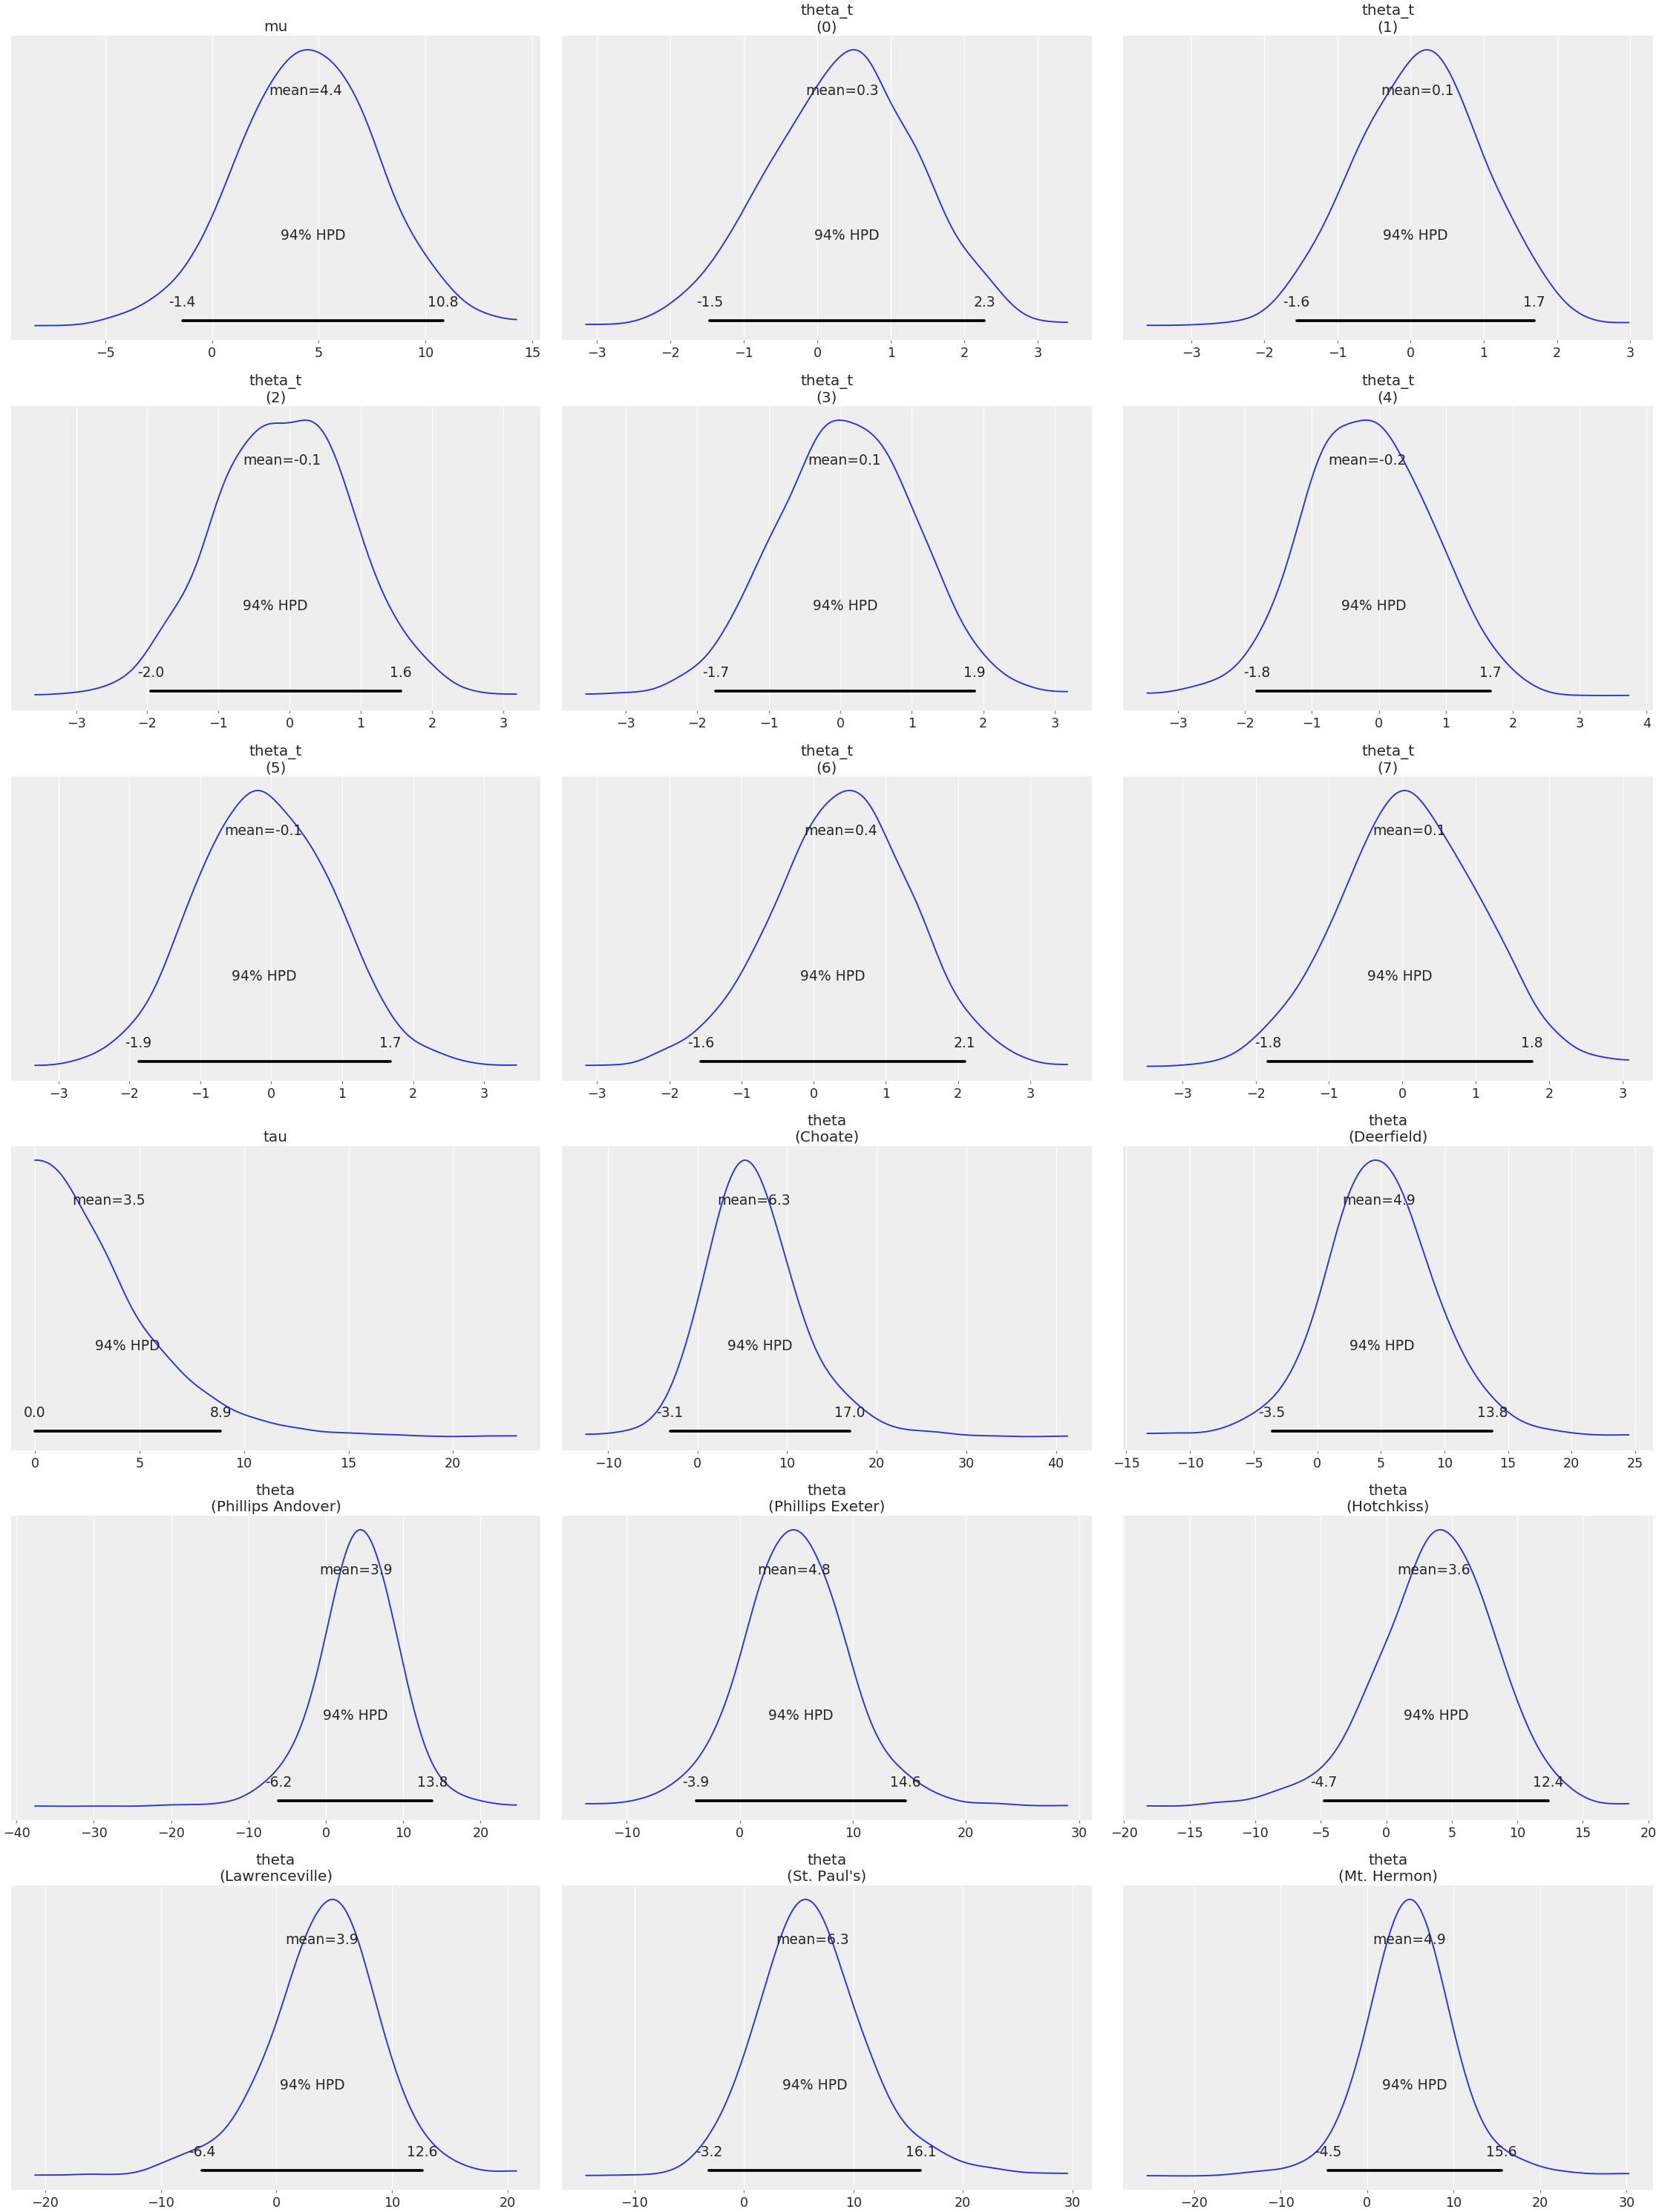 mu
mean=4.4
94% HPD
-1.4 10.8
−5 0 5 10 15
theta_t
(0)
mean=0.3
94% HPD
-1.5 2.3
−3 −2 −1 0 1 2 3
theta_t
(1)
mean=0.1
94% HPD
-1.6 1.7
−3 −2 −1 0 1 2 3
theta_t
(2)
mean=-0.1
94% HPD
-2.0 1.6
−3 −2 −1 0 1 2 3
theta_t
(3)
mean=0.1
94% HPD
-1.7 1.9
−3 −2 −1 0 1 2 3
theta_t
(4)
mean=-0.2
94% HPD
-1.8 1.7
−3 −2 −1 0 1 2 3 4
theta_t
(5)
mean=-0.1
94% HPD
-1.9 1.7
−3 −2 −1 0 1 2 3
theta_t
(6)
mean=0.4
94% HPD
-1.6 2.1
−3 −2 −1 0 1 2 3
theta_t
(7)
mean=0.1
94% HPD
-1.8 1.8
−3 −2 −1 0 1 2 3
tau
mean=3.5
94% HPD
0.0 8.9
0 5 10 15 20
theta
(Choate)
mean=6.3
94% HPD
-3.1 17.0
−10 0 10 20 30 40
theta
(Deerfield)
mean=4.9
94% HPD
-3.5 13.8
−15 −10 −5 0 5 10 15 20 25
theta
(Phillips Andover)
mean=3.9
94% HPD
-6.2 13.8
−40 −30 −20 −10 0 10 20
theta
(Phillips Exeter)
mean=4.8
94% HPD
-3.9 14.6
−10 0 10 20 30
theta
(Hotchkiss)
mean=3.6
94% HPD
-4.7 12.4
−20 −15 −10 −5 0 5 10 15 20
theta
(Lawrenceville)
mean=3.9
94% HPD
-6.4 12.6
−20 −10 0 10 20
theta
(St. Paul's)
mean=6.3
94% HPD
-3.2 16.1
−10 0 10 20 30
theta
(Mt. Hermon)
mean=4.9
94% HPD
-4.5 15.6
−20 −10 0 10 20 30